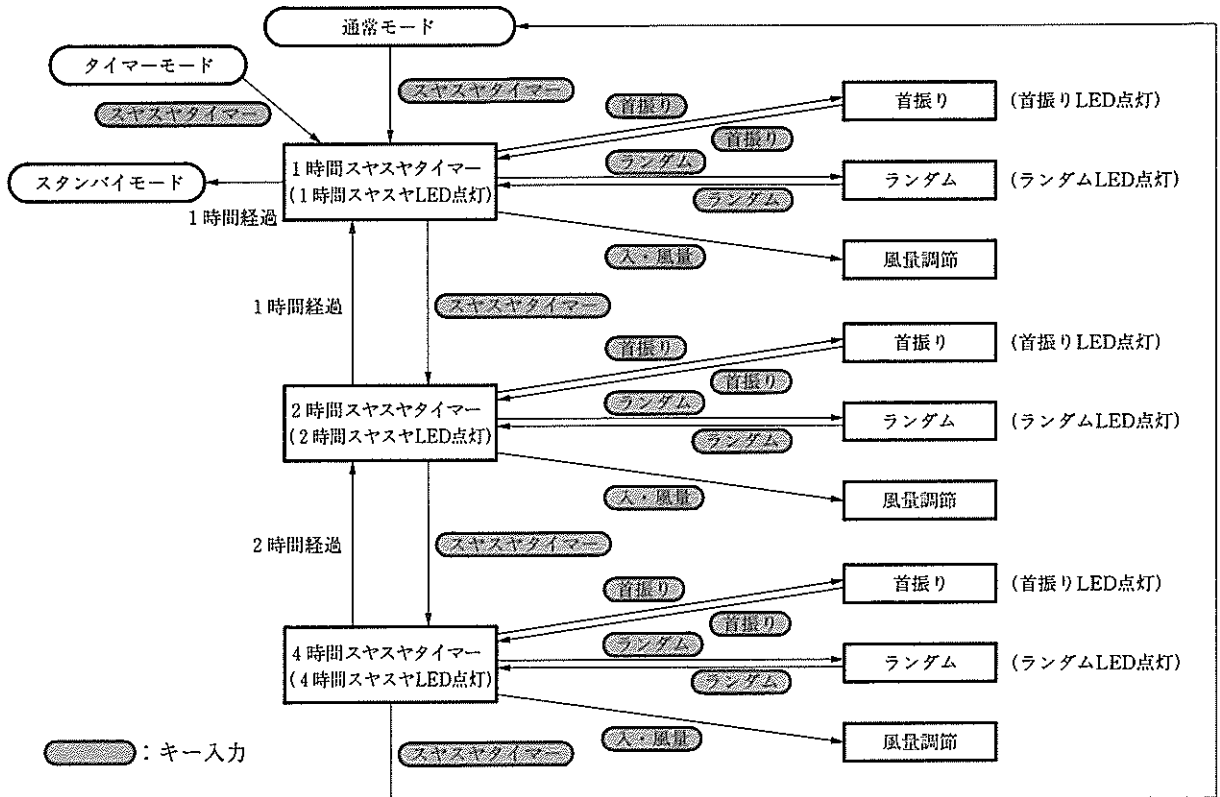 通常モード
タイマーモード
スヤスヤタイマー
スヤスヤタイマー
首振り
首振り
(首振りLED点灯)
首振り
1時間スヤスヤタイマー
(1時間スヤスヤLED点灯)
ランダム
ランダム
(ランダムLED点灯)
スタンバイモード
ランダム
1時間経過
入・風量
風量調節
1時間経過
スヤスヤタイマー
首振り
首振り
(首振りLED点灯)
首振り
2時間スヤスヤタイマー
(2時間スヤスヤLED点灯)
ランダム
ランダム
(ランダムLED点灯)
ランダム
入・風量
風量調節
2時間経過
スヤスヤタイマー
首振り
首振り
(首振りLED点灯)
首振り
4時間スヤスヤタイマー
(4時間スヤスヤLED点灯)
ランダム
ランダム
(ランダムLED点灯)
ランダム
入・風量
風量調節
:キー入力
スヤスヤタイマー